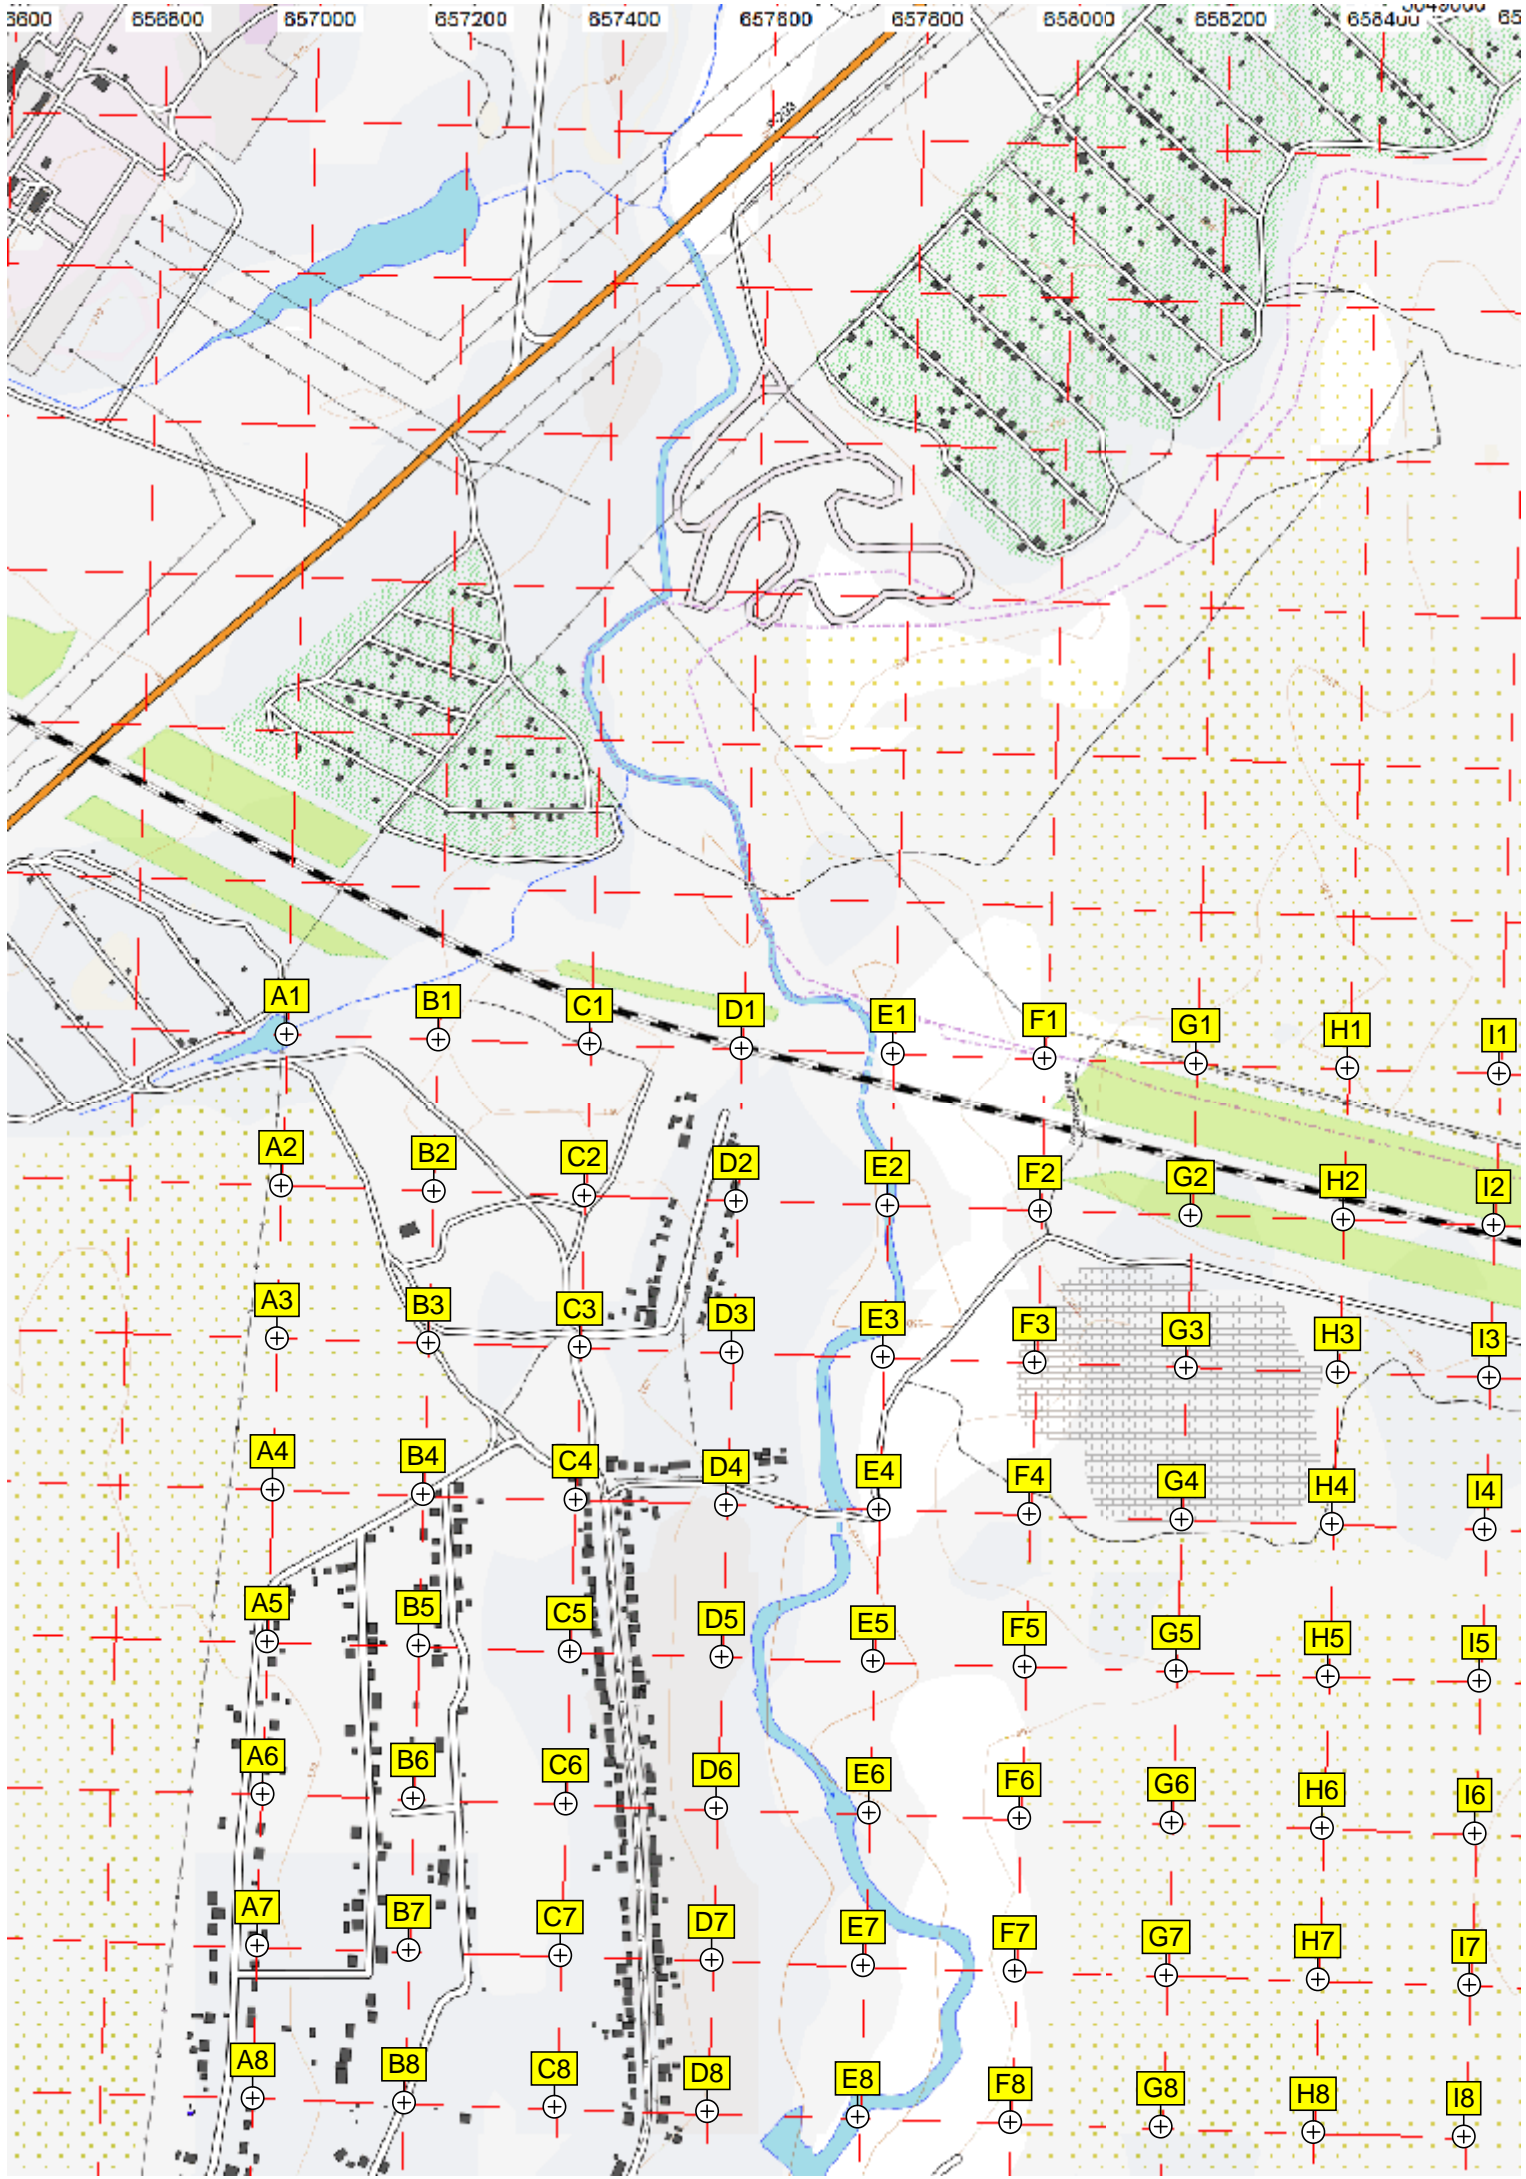 6600 656800 657000 657200 657400 657600 657800 658000 658200 658400
A1 B1 C1 D1 E1 F1 G1 H1 I1
A2 B2 C2 D2 E2 F2 G2 H2 I2
A3 B3 C3 D3 E3 F3 G3 H3 I3
A4 B4 C4 D4 E4 F4 G4 H4 I4
A5 B5 C5 D5 E5 F5 G5 H5 I5
A6 B6 C6 D6 E6 F6 G6 H6 I6
A7 B7 C7 D7 E7 F7 G7 H7 I7
A8 B8 C8 D8 E8 F8 G8 H8 I8